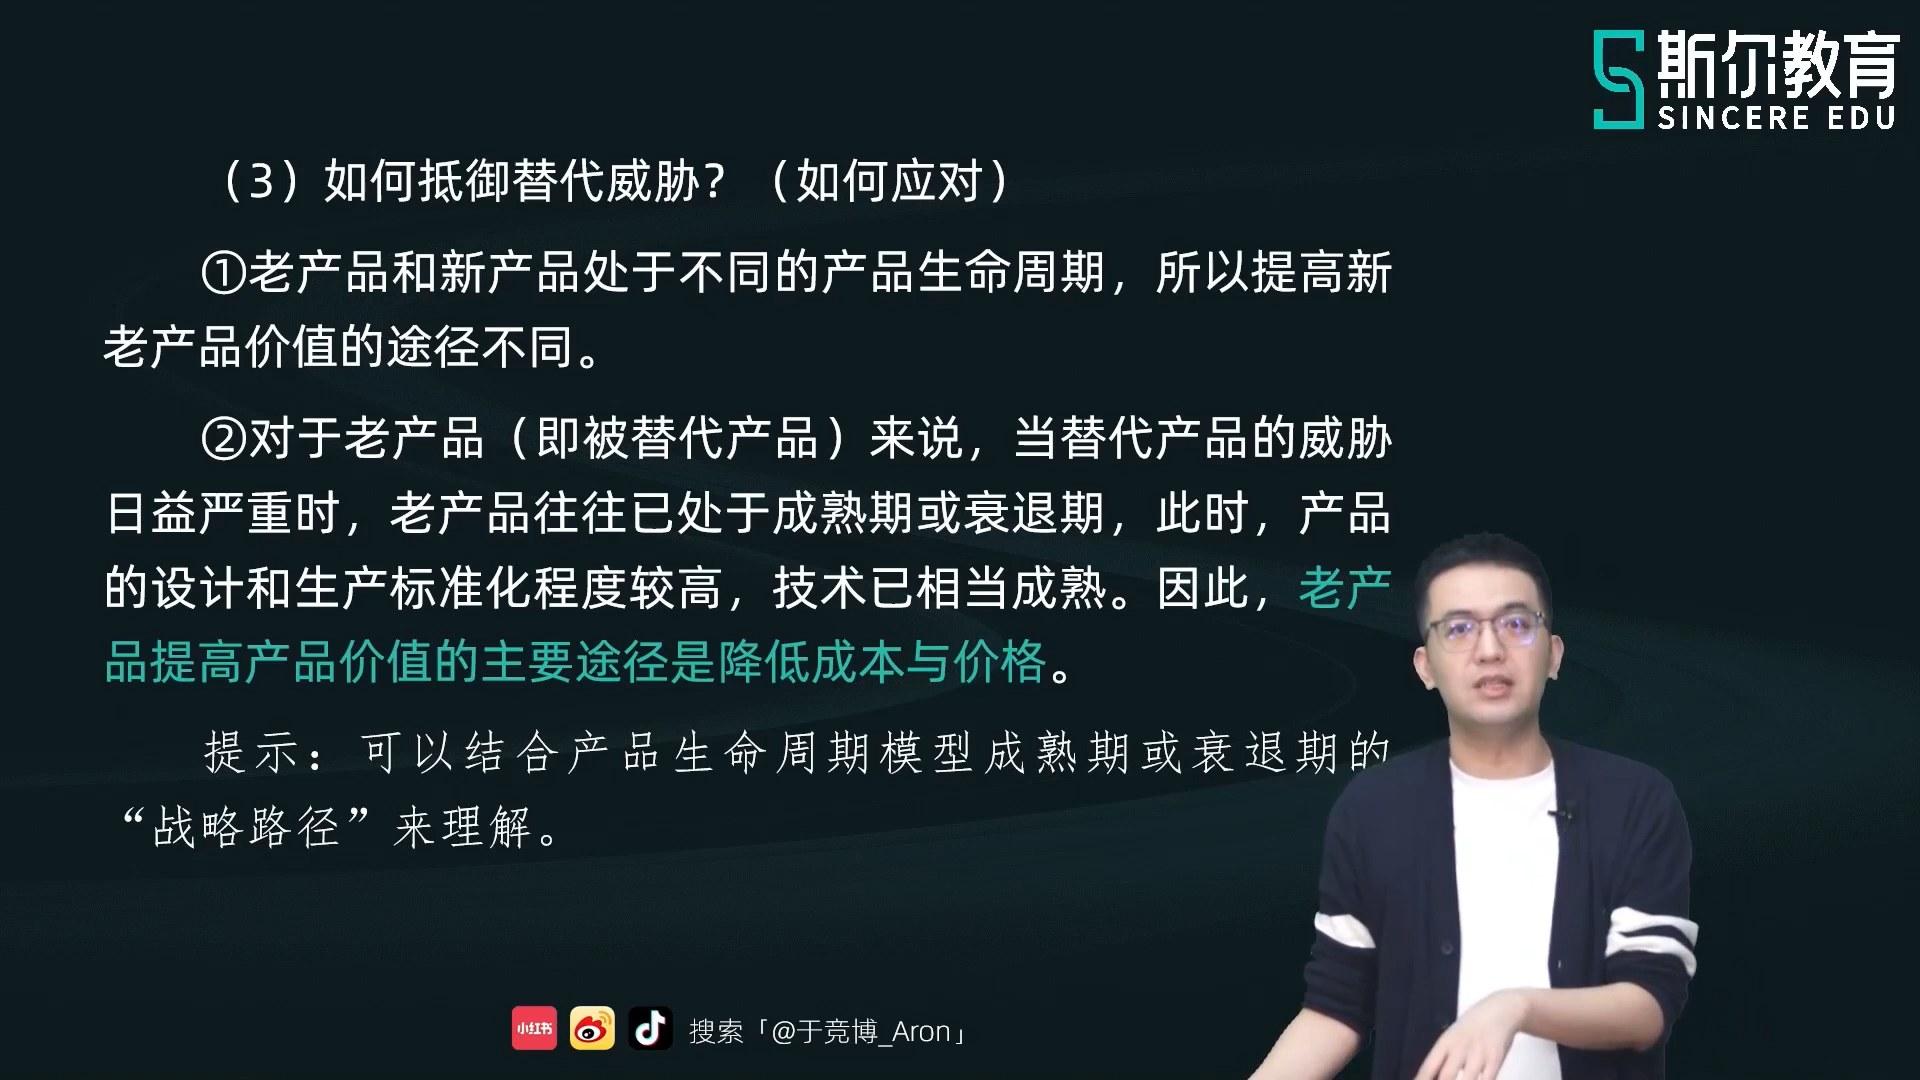 斯尔教育
SINCERE EDU
（3）如何抵御替代威胁？（如何应对）
①老产品和新产品处于不同的产品生命周期，所以提高新
老产品价值的途径不同。
②对于老产品（即被替代产品）来说，当替代产品的威胁
日益严重时，老产品往往已处于成熟期或衰退期，此时，产品
的设计和生产标准化程度较高，技术已相当成熟。因此，老产
品提高产品价值的主要途径是降低成本与价格。
提示：可以结合产品生命周期模型成熟期或衰退期的
“战略路径”来理解。
小红书 搜索「@于竞博_Aron」